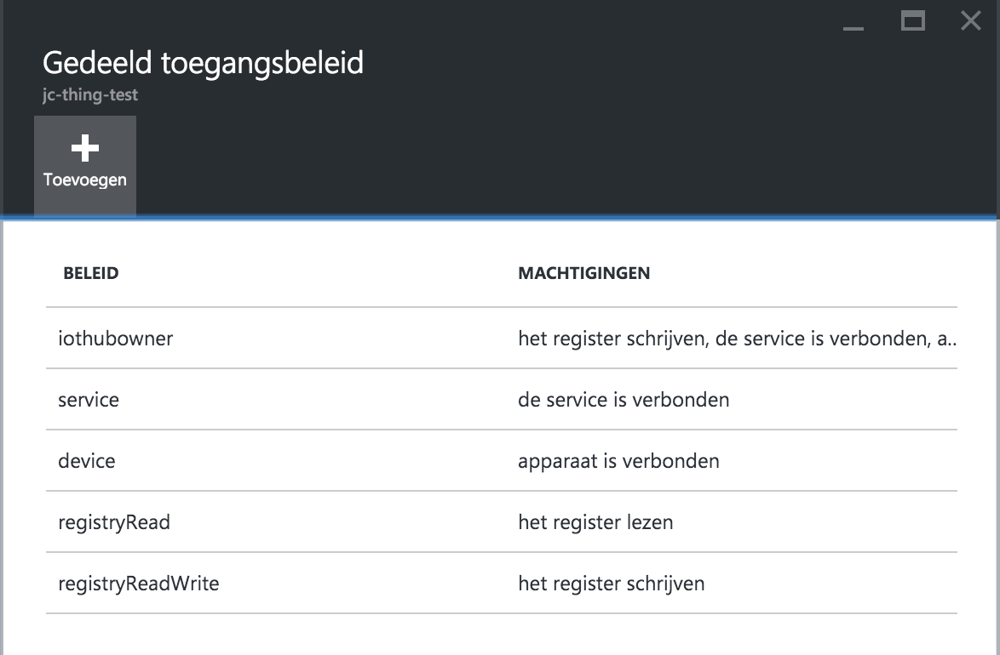 Gedeeld toegangsbeleid
jc-thing-test
Toevoegen
BELEID MACHTIGINGEN
iothubowner het register schrijven, de service is verbonden, a..
service de service is verbonden
device apparaat is verbonden
registryRead het register lezen
registryReadWrite het register schrijven